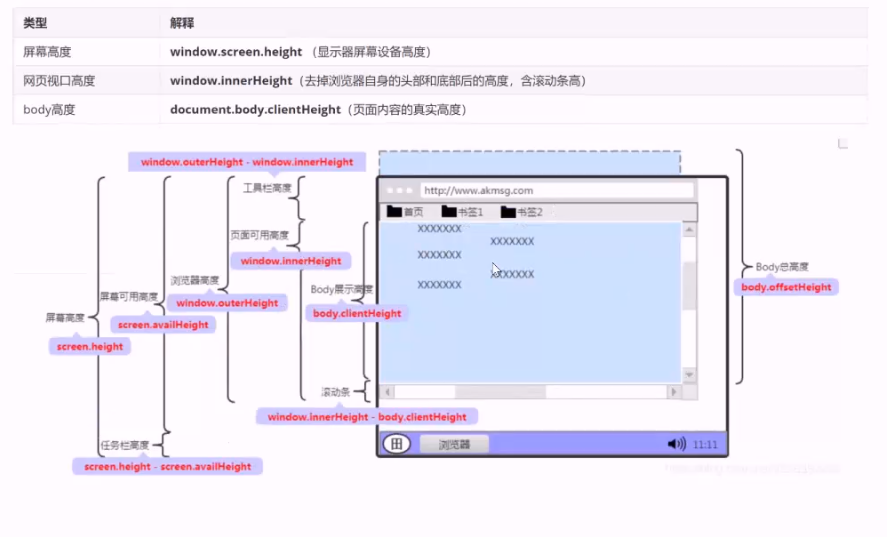 类型 解释
屏幕高度 window.screen.height （显示器屏幕设备高度）
网页视口高度 window.innerHeight（去掉浏览器自身的头部和底部后的高度，含滚动条高）
body高度 document.body.clientHeight（页面内容的真实高度）
window.outerHeight - window.innerHeight
工具栏高度
http://www.akmsg.com
首页 书签1 书签2
XXXXXXX
页面可用高度
XXXXXXX
window.innerHeight
XXXXXXX
Body总高度
body.offsetHeight
浏览器高度
XXXXXXX
XXXXXXX
Body展示高度
屏幕可用高度
window.outerHeight
body.clientHeight
屏幕高度
screen.availHeight
screen.height
滚动条
window.innerHeight - body.clientHeight
任务栏高度
田 浏览器 11:11
screen.height - screen.availHeight